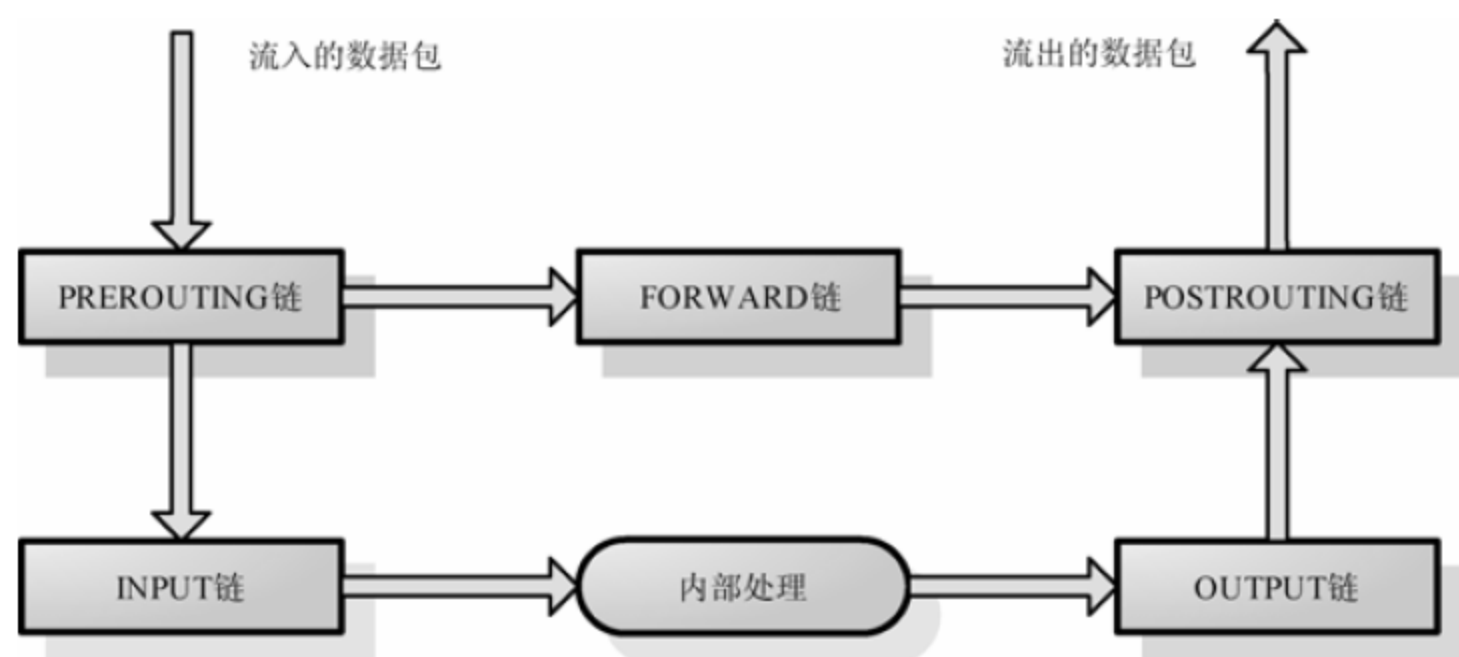 流入的数据包
流出的数据包
PREROUTING链
FORWARD链
POSTROUTING链
INPUT链
内部处理
OUTPUT链